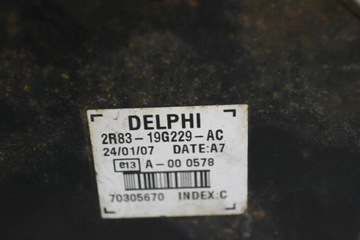 DELPHI
2R83-19G229-AC
24/01/07 DATE:A7
e13 A-00 0578
70305670 INDEX:C